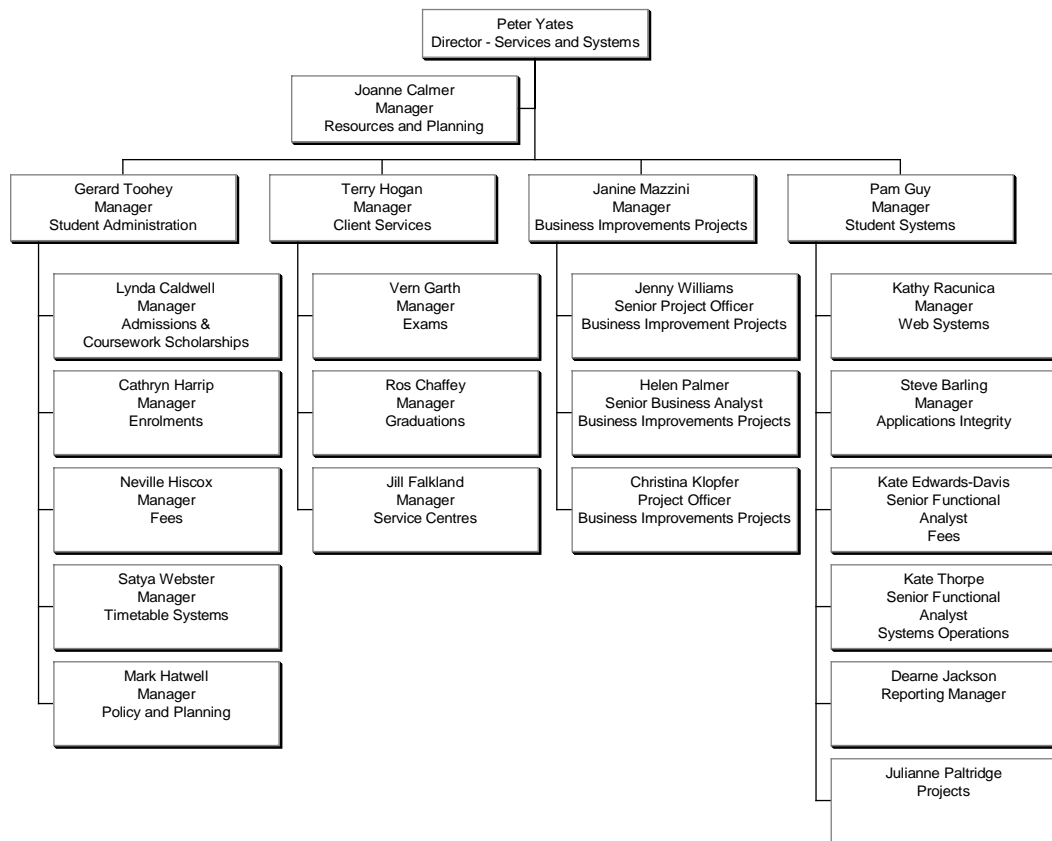 Peter Yates
Director - Services and Systems
Joanne Calmer
Manager
Resources and Planning
Gerard Toohey
Manager
Student Administration
Terry Hogan
Manager
Client Services
Janine Mazzini
Manager
Business Improvements Projects
Pam Guy
Manager
Student Systems
Lynda Caldwell
Manager
Admissions &
Coursework Scholarships
Cathryn Harrip
Manager
Enrolments
Neville Hiscox
Manager
Fees
Satya Webster
Manager
Timetable Systems
Mark Hatwell
Manager
Policy and Planning
Vern Garth
Manager
Exams
Ros Chaffey
Manager
Graduations
Jill Falkland
Manager
Service Centres
Jenny Williams
Senior Project Officer
Business Improvement Projects
Helen Palmer
Senior Business Analyst
Business Improvements Projects
Christina Klopfer
Project Officer
Business Improvements Projects
Kathy Racunica
Manager
Web Systems
Steve Barling
Manager
Applications Integrity
Kate Edwards-Davis
Senior Functional
Analyst
Fees
Kate Thorpe
Senior Functional
Analyst
Systems Operations
Dearne Jackson
Reporting Manager
Julianne Paltridge
Projects